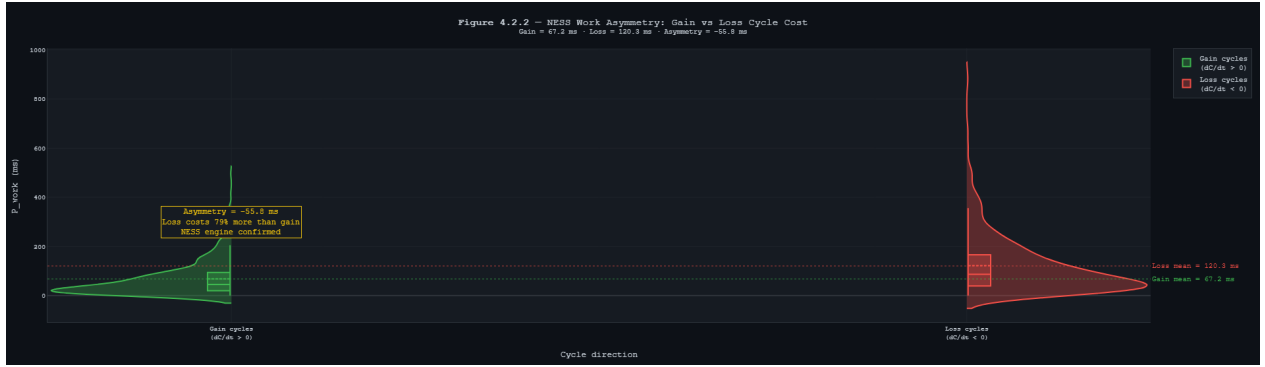 Figure 4.2.2 — NESS Work Asymmetry: Gain vs Loss Cycle Cost
Gain = 67.2 ms · Loss = 120.3 ms · Asymmetry = -55.8 ms
Gain cycles
(dC/dt > 0)
Loss cycles
(dC/dt < 0)
1000
800
600
400
200
0
P_work (ms)
Asymmetry = -55.8 ms
Loss costs 79% more than gain
NESS engine confirmed
Loss mean = 120.3 ms
Gain mean = 67.2 ms
Gain cycles
(dC/dt > 0)
Loss cycles
(dC/dt < 0)
Cycle direction